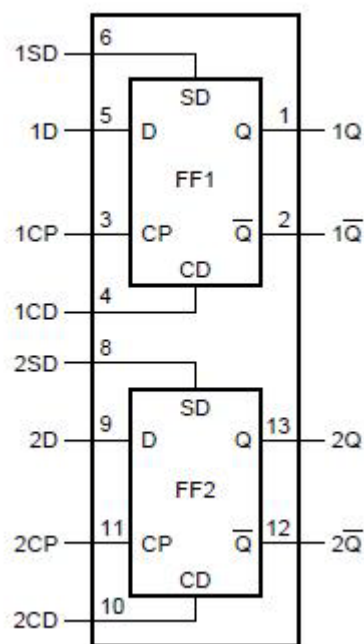 6
1SD
SD
5
1
1D
D
Q
1Q
FF1
3
2
1CP
CP
Q̅
1Q̅
CD
4
1CD
8
2SD
SD
9
13
2D
D
Q
2Q
FF2
11
12
2CP
CP
Q̅
2Q̅
CD
10
2CD